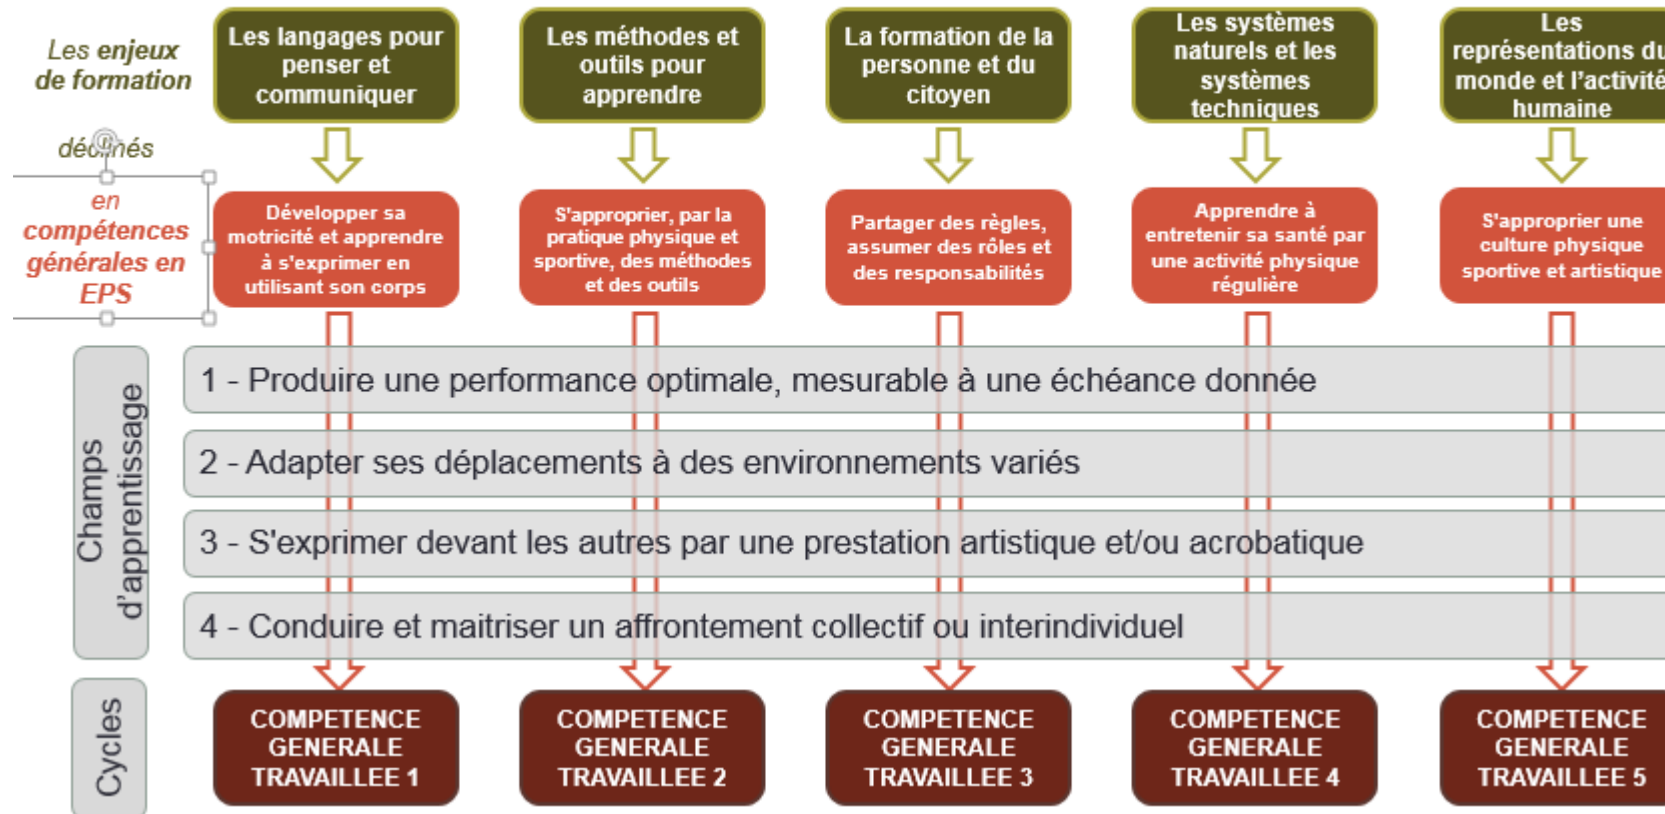 Les enjeux
de formation
Les langages pour
penser et
communiquer
Les méthodes et
outils pour
apprendre
La formation de la
personne et du
citoyen
Les systèmes
naturels et les
systèmes
techniques
Les
représentations du
monde et l'activité
humaine
déclinés
en
compétences
générales en
EPS
Développer sa
motricité et apprendre
à s'exprimer en
utilisant son corps
S'approprier, par la
pratique physique et
sportive, des méthodes
et des outils
Partager des règles,
assumer des rôles et
des responsabilités
Apprendre à
entretenir sa santé par
une activité physique
régulière
S'approprier une
culture physique
sportive et artistique
Champs
d'apprentissage
1 - Produire une performance optimale, mesurable à une échéance donnée
2 - Adapter ses déplacements à des environnements variés
3 - S'exprimer devant les autres par une prestation artistique et/ou acrobatique
4 - Conduire et maitriser un affrontement collectif ou interindividuel
Cycles
COMPETENCE
GENERALE
TRAVAILLEE 1
COMPETENCE
GENERALE
TRAVAILLEE 2
COMPETENCE
GENERALE
TRAVAILLEE 3
COMPETENCE
GENERALE
TRAVAILLEE 4
COMPETENCE
GENERALE
TRAVAILLEE 5